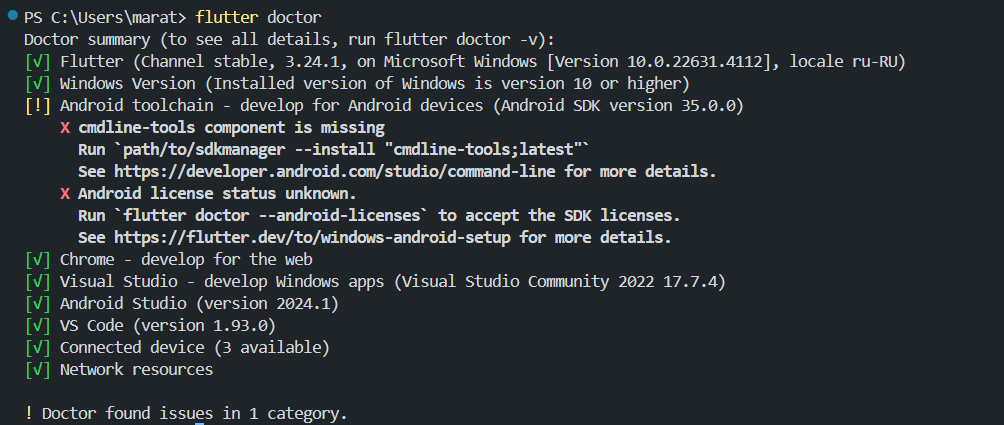 PS C:\Users\marat> flutter doctor
Doctor summary (to see all details, run flutter doctor -v):
[√] Flutter (Channel stable, 3.24.1, on Microsoft Windows [Version 10.0.22631.4112], locale ru-RU)
[√] Windows Version (Installed version of Windows is version 10 or higher)
[!] Android toolchain - develop for Android devices (Android SDK version 35.0.0)
    X cmdline-tools component is missing
      Run `path/to/sdkmanager --install "cmdline-tools;latest"`
      See https://developer.android.com/studio/command-line for more details.
    X Android license status unknown.
      Run `flutter doctor --android-licenses` to accept the SDK licenses.
      See https://flutter.dev/to/windows-android-setup for more details.
[√] Chrome - develop for the web
[√] Visual Studio - develop Windows apps (Visual Studio Community 2022 17.7.4)
[√] Android Studio (version 2024.1)
[√] VS Code (version 1.93.0)
[√] Connected device (3 available)
[√] Network resources

! Doctor found issues in 1 category.